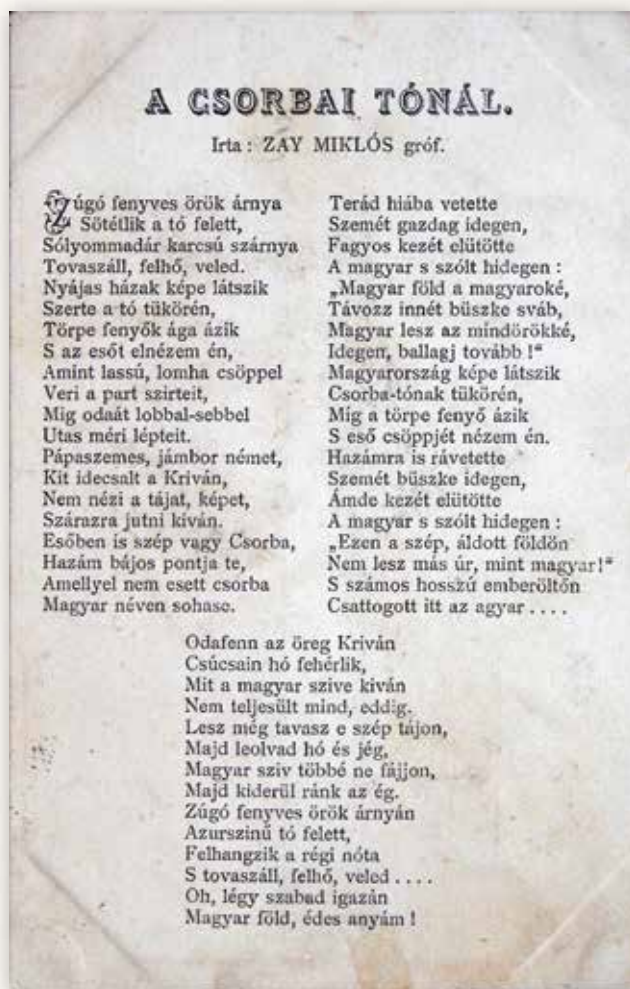 A CSORBAI TÓNÁL.
Irta : ZAY MIKLÓS gróf.
Zúgó fenyves örök árnya
Sötétlik a tó felett,
Sólyommadár karcsú szárnya
Tovaszáll, felhő, veled.
Nyájas házak képe látszik
Szerte a tó tükörén,
Törpe fenyők ága ázik
S az esőt elnézem én,
Amint lassú, lomha csöppel
Veri a part szirteit,
Mig odaát lobbal-sebbel
Utas méri lépteit.
Pápaszemes, jámbor német,
Kit idecsalt a Kriván,
Nem nézi a tájat, képet,
Szárazra jutni kiván.
Esőben is szép vagy Csorba,
Hazám bájos pontja te,
Amellyel nem esett csorba
Magyar néven sohase.
Terád hiába vetette
Szemét gazdag idegen,
Fagyos kezét elütötte
A magyar s szólt hidegen :
„Magyar föld a magyaroké,
Távozz innét büszke sváb,
Magyar lesz az mindörökké,
Idegen, ballagj tovább !“
Magyarország képe látszik
Csorba-tónak tükörén,
Míg a törpe fenyő ázik
S eső csöppjét nézem én.
Hazámra is rávetette
Szemét büszke idegen,
Ámde kezét elütötte
A magyar s szólt hidegen :
„Ezen a szép, áldott földön
Nem lesz más úr, mint magyar!“
S számos hosszú emberöltőn
Csattogott itt az agyar . . . .
Odafenn az öreg Kriván
Csúcsain hó fehérlik,
Mit a magyar szive kiván
Nem teljesült mind, eddig.
Lesz még tavasz e szép tájon,
Majd leolvad hó és jég,
Magyar sziv többé ne fájjon,
Majd kiderül ránk az ég.
Zúgó fenyves örök árnyán
Azurszinű tó felett,
Felhangzik a régi nóta
S tovaszáll, felhő, veled . . . .
Oh, légy szabad igazán
Magyar föld, édes anyám !